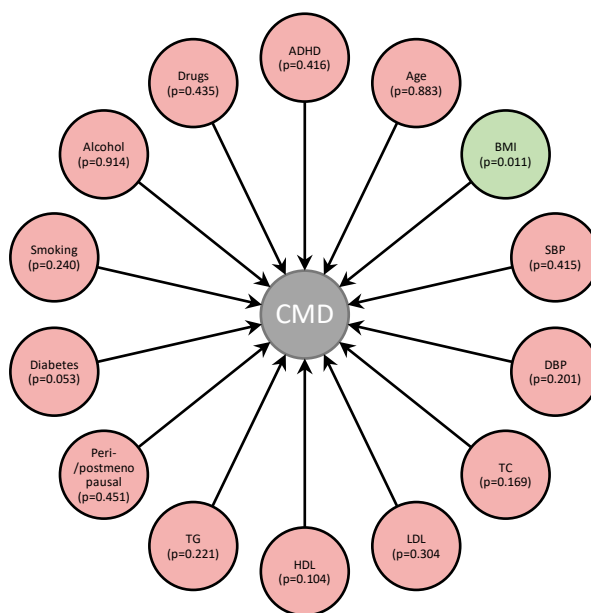 ADHD
(p=0.416)
Age
(p=0.883)
BMI
(p=0.011)
SBP
(p=0.415)
DBP
(p=0.201)
TC
(p=0.169)
LDL
(p=0.304
HDL
(p=0.104)
TG
(p=0.221)
Peri-
/postmeno
pausal
(p=0.451)
Diabetes
(p=0.053)
Smoking
(p=0.240)
Alcohol
(p=0.914)
Drugs
(p=0.435)
CMD